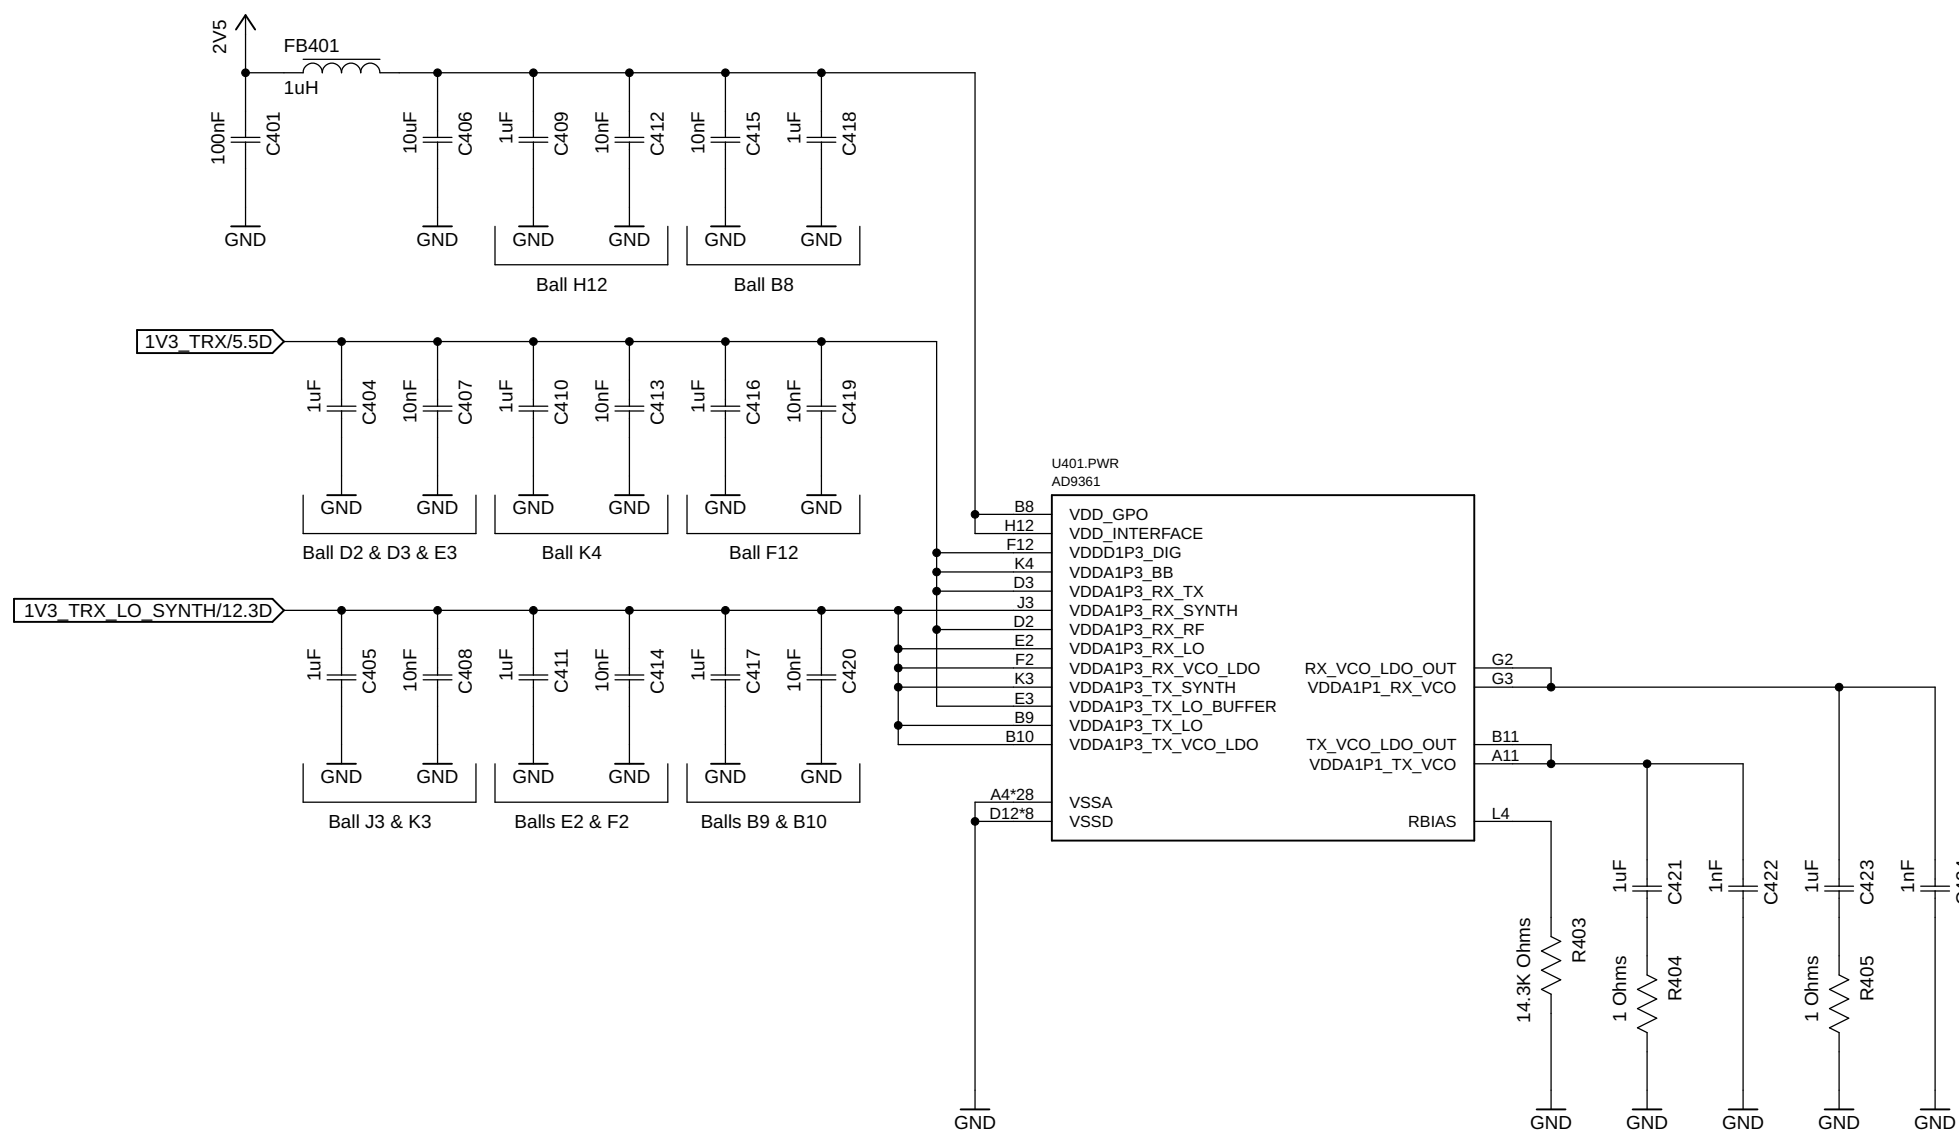 2V5
FB401
1uH
100nF
C401
10uF
C406
1uF
C409
10nF
C412
10nF
C415
1uF
C418
GND
GND
GND
GND
GND
GND
Ball H12
Ball B8
1V3_TRX/5.5D
1uF
C404
10nF
C407
1uF
C410
10nF
C413
1uF
C416
10nF
C419
GND
GND
GND
GND
GND
GND
Ball D2 & D3 & E3
Ball K4
Ball F12
1V3_TRX_LO_SYNTH/12.3D
1uF
C405
10nF
C408
1uF
C411
10nF
C414
1uF
C417
10nF
C420
GND
GND
GND
GND
GND
GND
Ball J3 & K3
Balls E2 & F2
Balls B9 & B10
U401.PWR
AD9361
B8 VDD_GPO
H12 VDD_INTERFACE
F12 VDDD1P3_DIG
K4 VDDA1P3_BB
D3 VDDA1P3_RX_TX
J3 VDDA1P3_RX_SYNTH
D2 VDDA1P3_RX_RF
E2 VDDA1P3_RX_LO
F2 VDDA1P3_RX_VCO_LDO
K3 VDDA1P3_TX_SYNTH
E3 VDDA1P3_TX_LO_BUFFER
B9 VDDA1P3_TX_LO
B10 VDDA1P3_TX_VCO_LDO
A4*28 VSSA
D12*8 VSSD
RX_VCO_LDO_OUT G2
VDDA1P1_RX_VCO G3
TX_VCO_LDO_OUT B11
VDDA1P1_TX_VCO A11
RBIAS L4
14.3K Ohms
R403
1uF
C421
1 Ohms
R404
1nF
C422
1uF
C423
1 Ohms
R405
1nF
GND
GND
GND
GND
GND
GND